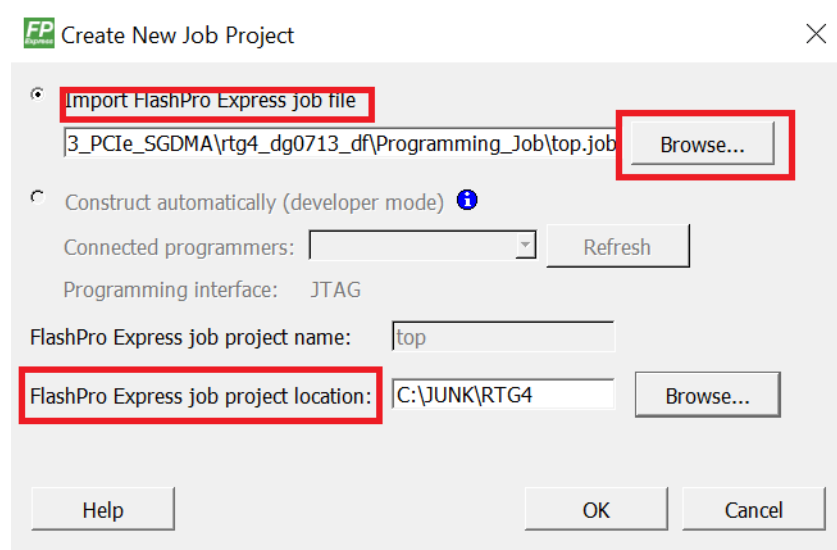 FP
Express
Create New Job Project
Import FlashPro Express job file
3_PCIe_SGDMA\rtg4_dg0713_df\Programming_Job\top.job
Browse...
Construct automatically (developer mode)
Connected programmers:
Refresh
Programming interface: JTAG
FlashPro Express job project name: top
FlashPro Express job project location: C:\JUNK\RTG4 Browse...
Help OK Cancel